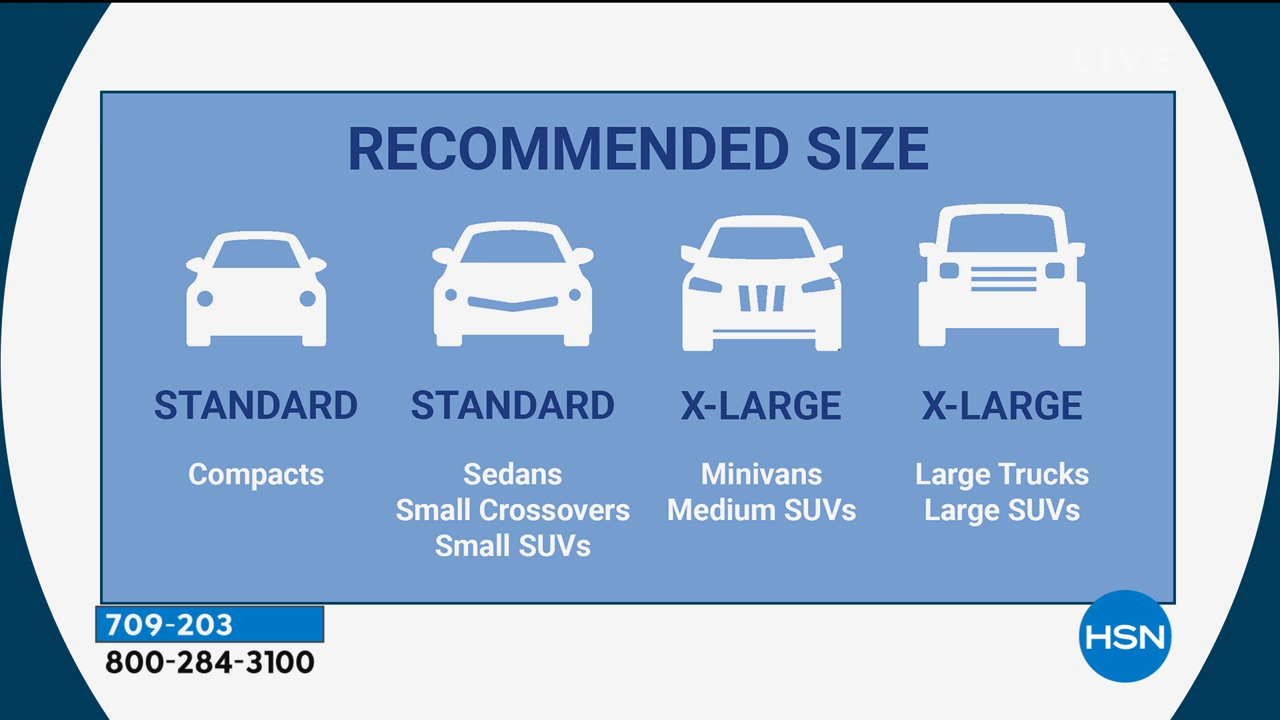 LIVE
RECOMMENDED SIZE
STANDARD STANDARD X-LARGE X-LARGE
Compacts Sedans Minivans Large Trucks
Small Crossovers Medium SUVs Large SUVs
Small SUVs
709-203
800-284-3100
HSN